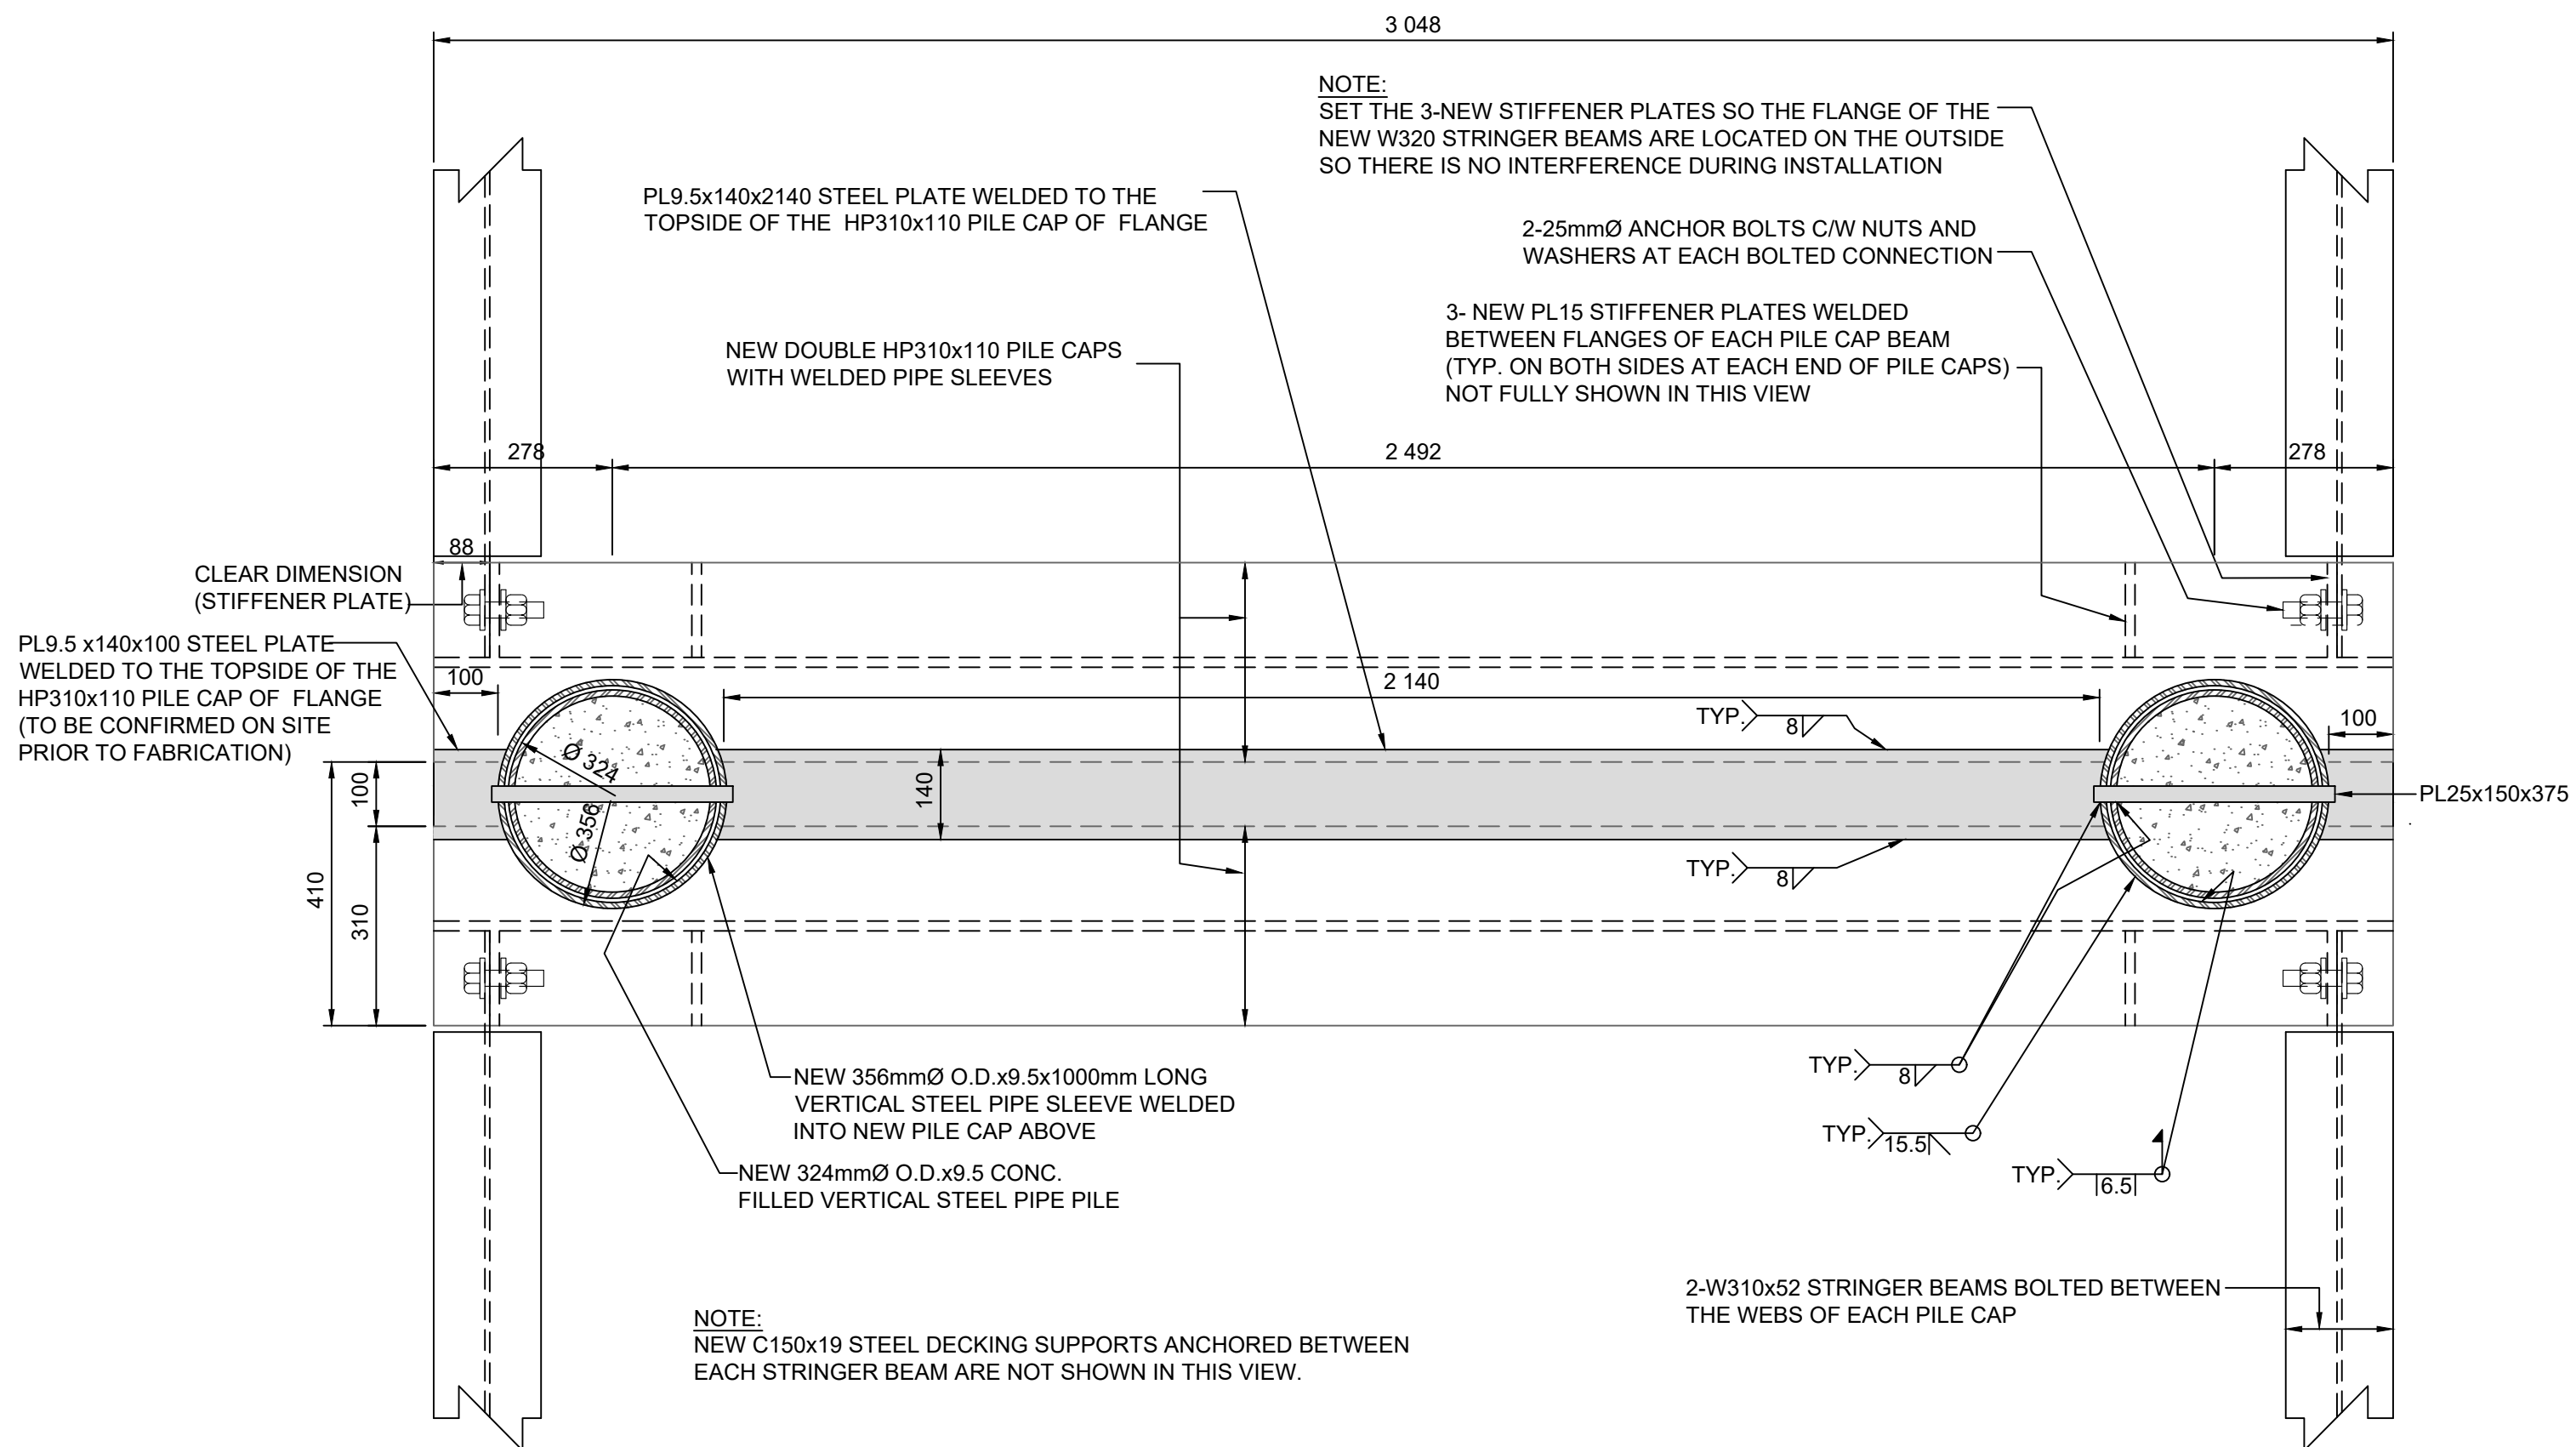 3 048
NOTE:
SET THE 3-NEW STIFFENER PLATES SO THE FLANGE OF THE
NEW W320 STRINGER BEAMS ARE LOCATED ON THE OUTSIDE
SO THERE IS NO INTERFERENCE DURING INSTALLATION
PL9.5x140x2140 STEEL PLATE WELDED TO THE
TOPSIDE OF THE HP310x110 PILE CAP OF FLANGE
2-25mmØ ANCHOR BOLTS C/W NUTS AND
WASHERS AT EACH BOLTED CONNECTION
3- NEW PL15 STIFFENER PLATES WELDED
BETWEEN FLANGES OF EACH PILE CAP BEAM
(TYP. ON BOTH SIDES AT EACH END OF PILE CAPS)
NOT FULLY SHOWN IN THIS VIEW
NEW DOUBLE HP310x110 PILE CAPS
WITH WELDED PIPE SLEEVES
278
2 492
278
88
CLEAR DIMENSION
(STIFFENER PLATE)
PL9.5 x140x100 STEEL PLATE
WELDED TO THE TOPSIDE OF THE
HP310x110 PILE CAP OF FLANGE
(TO BE CONFIRMED ON SITE
PRIOR TO FABRICATION)
100
2 140
TYP.
8
100
Ø 324
Ø 356
100
140
410
310
PL25x150x375
TYP.
8
NEW 356mmØ O.D.x9.5x1000mm LONG
VERTICAL STEEL PIPE SLEEVE WELDED
INTO NEW PILE CAP ABOVE
TYP.
8
TYP.
15.5
TYP.
6.5
NEW 324mmØ O.D.x9.5 CONC.
FILLED VERTICAL STEEL PIPE PILE
2-W310x52 STRINGER BEAMS BOLTED BETWEEN
THE WEBS OF EACH PILE CAP
NOTE:
NEW C150x19 STEEL DECKING SUPPORTS ANCHORED BETWEEN
EACH STRINGER BEAM ARE NOT SHOWN IN THIS VIEW.